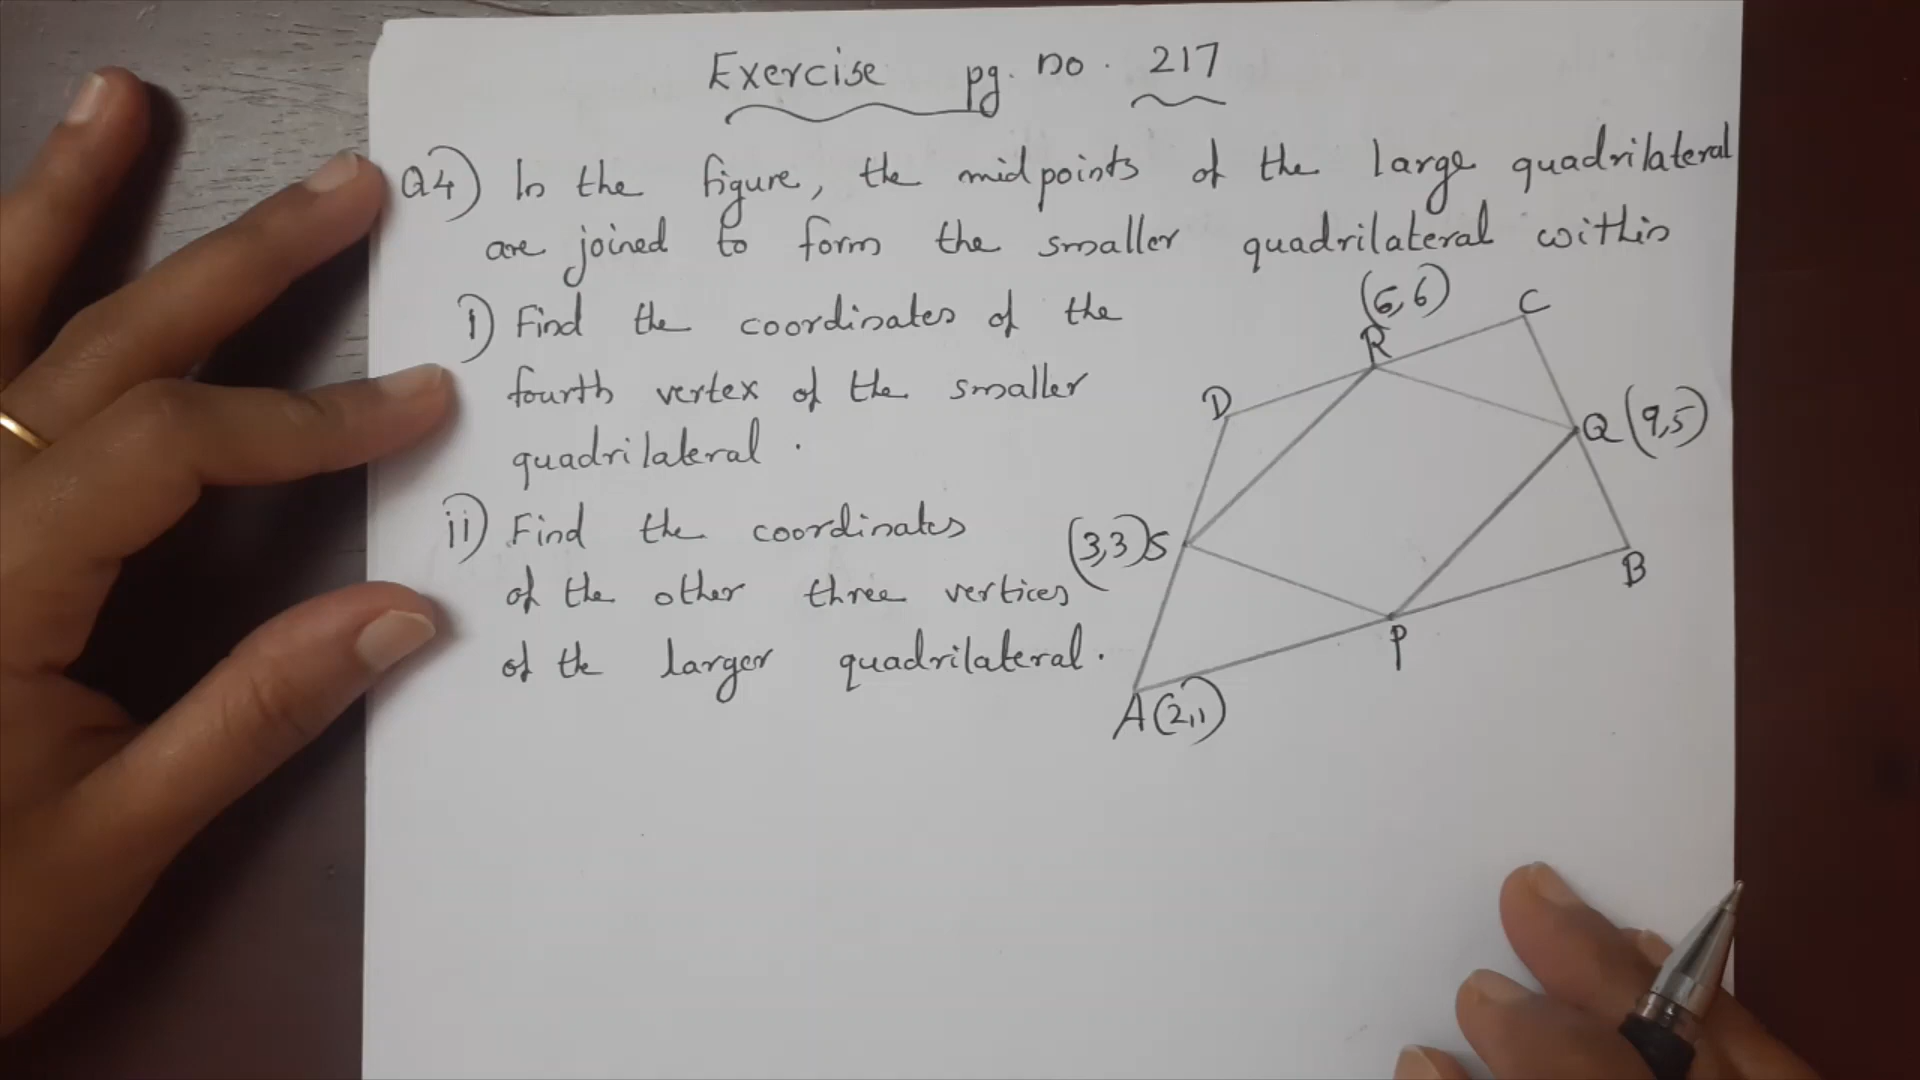 Exercise pg. no. 217
Q4) In the figure, the midpoints of the large quadrilateral
are joined to form the smaller quadrilateral within
i) Find the coordinates of the
fourth vertex of the smaller
quadrilateral.
ii) Find the coordinates
of the other three vertices
of the larger quadrilateral.
(6,6)
C
R
D
Q (9,5)
(3,3) S
B
P
A (2,1)